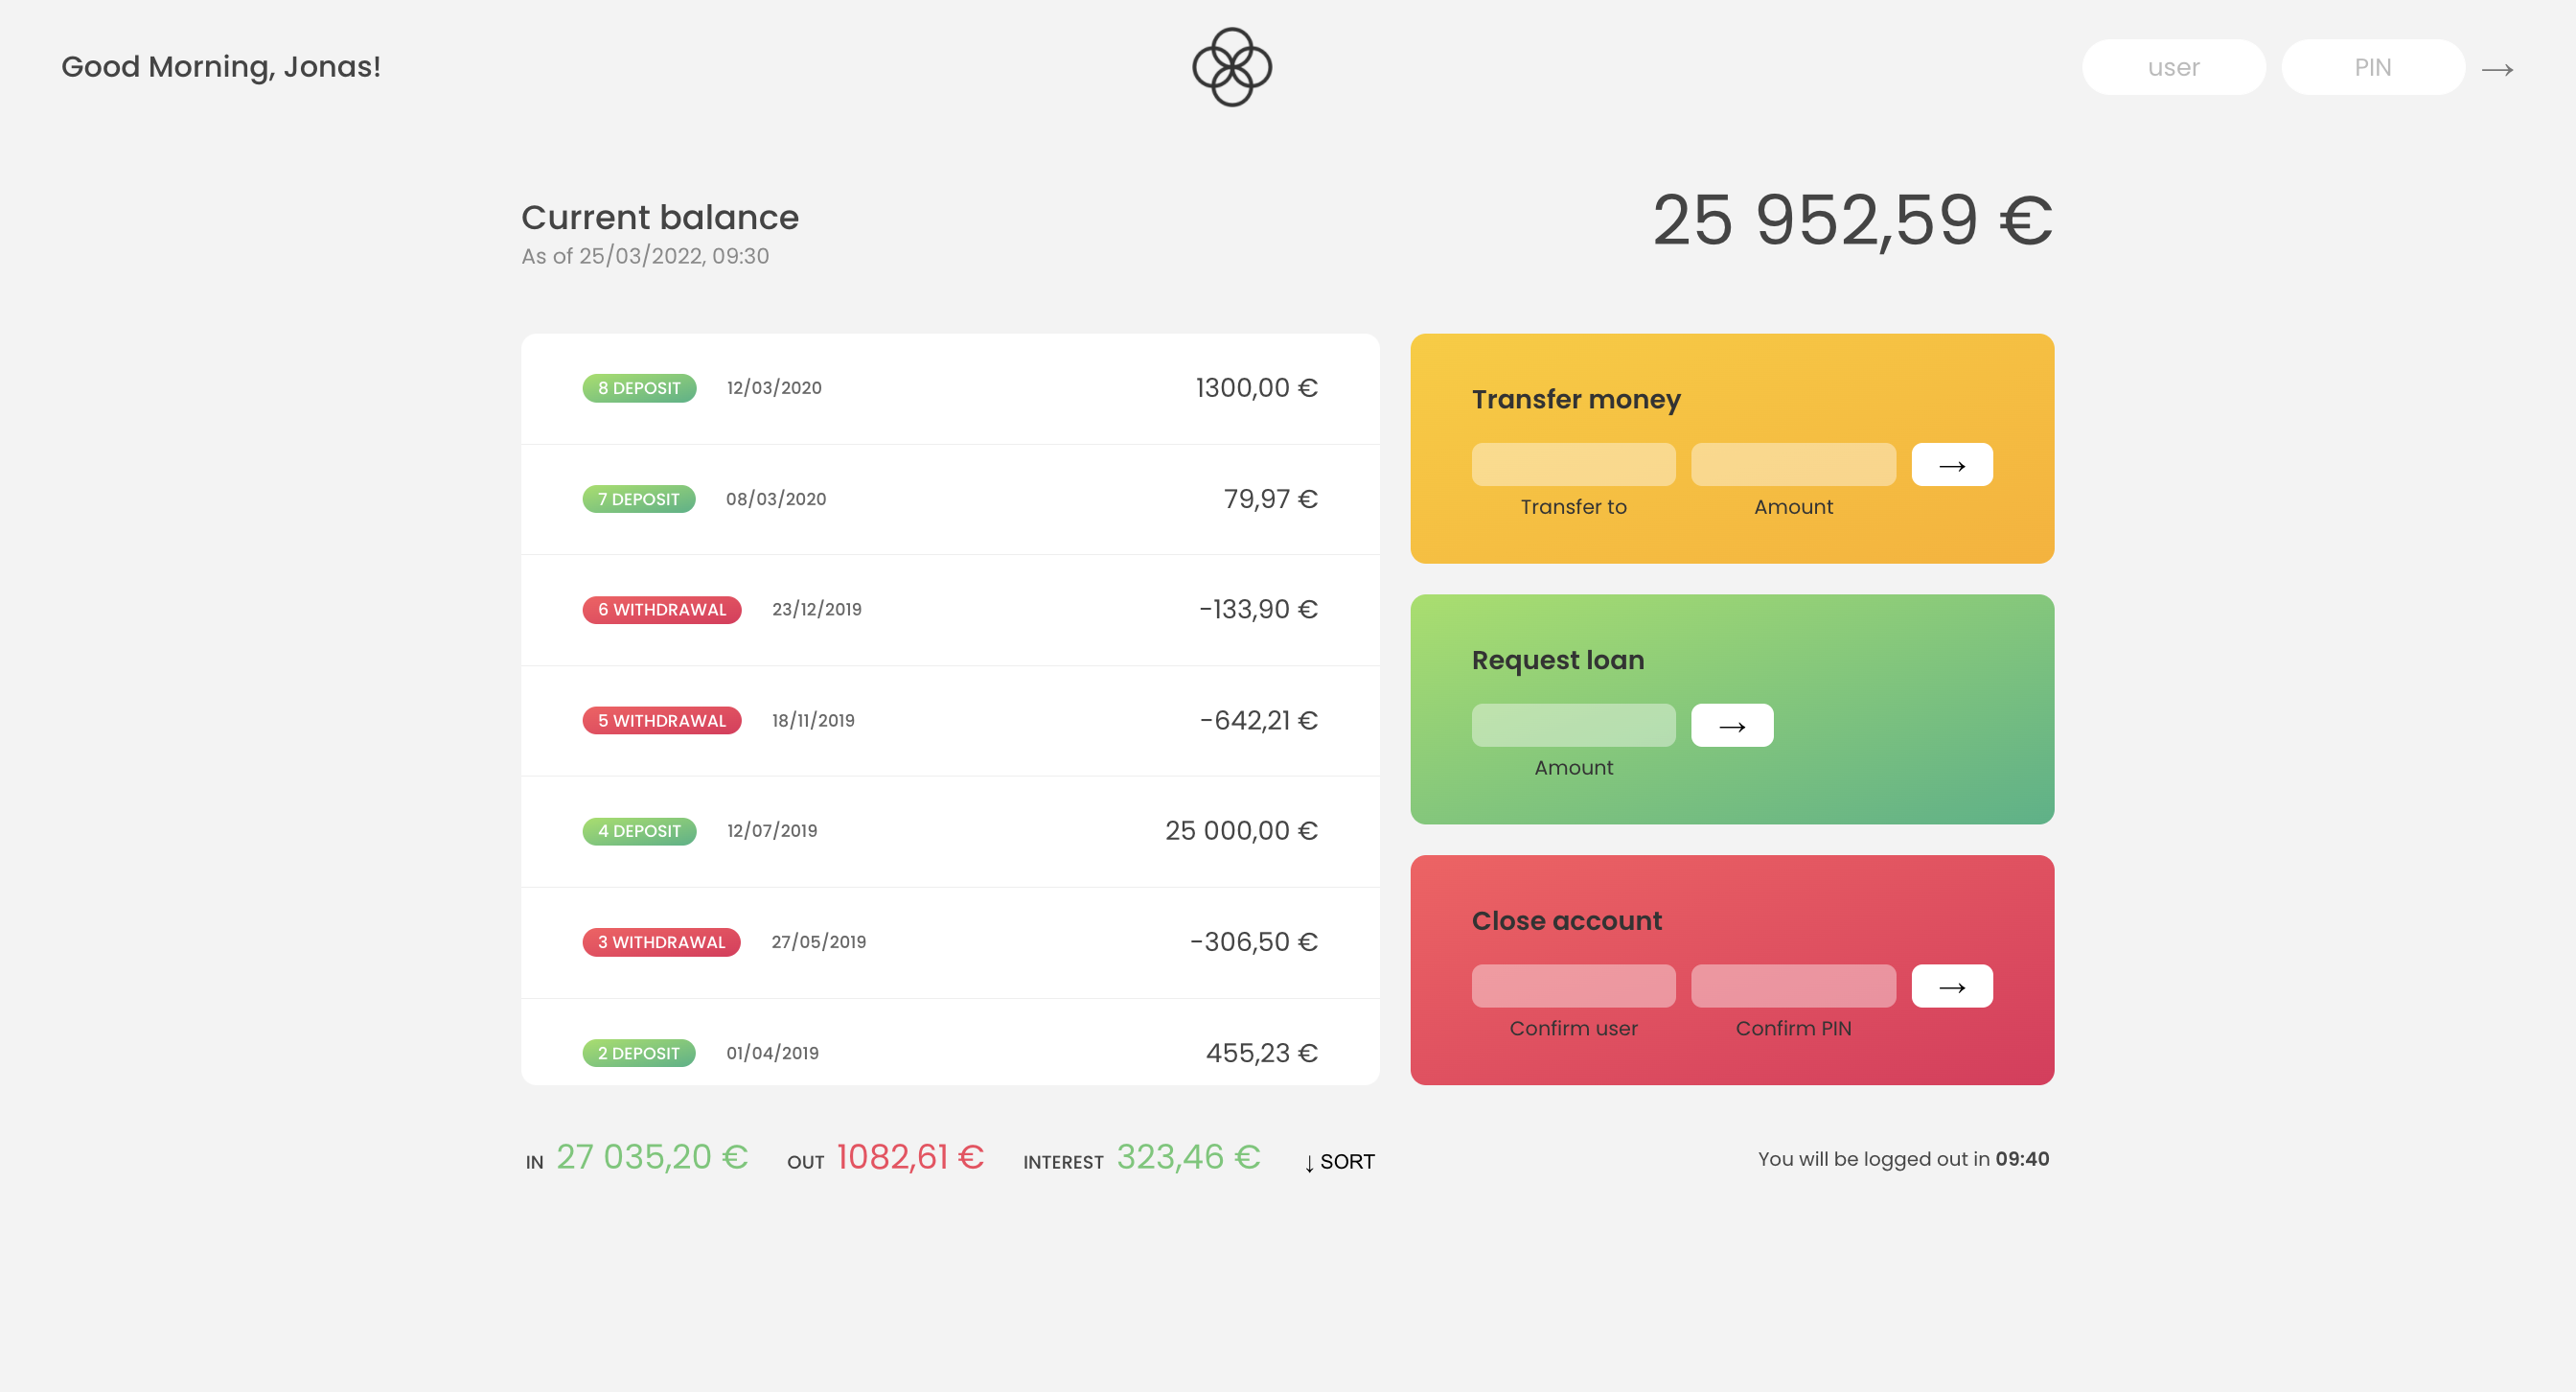 Good Morning, Jonas!
user
PIN
→
Current balance
As of 25/03/2022, 09:30
25 952,59 €
8 DEPOSIT 12/03/2020 1300,00 €
7 DEPOSIT 08/03/2020 79,97 €
6 WITHDRAWAL 23/12/2019 -133,90 €
5 WITHDRAWAL 18/11/2019 -642,21 €
4 DEPOSIT 12/07/2019 25 000,00 €
3 WITHDRAWAL 27/05/2019 -306,50 €
2 DEPOSIT 01/04/2019 455,23 €
Transfer money
→
Transfer to Amount
Request loan
→
Amount
Close account
→
Confirm user Confirm PIN
IN 27 035,20 € OUT 1082,61 € INTEREST 323,46 € ↓ SORT
You will be logged out in 09:40